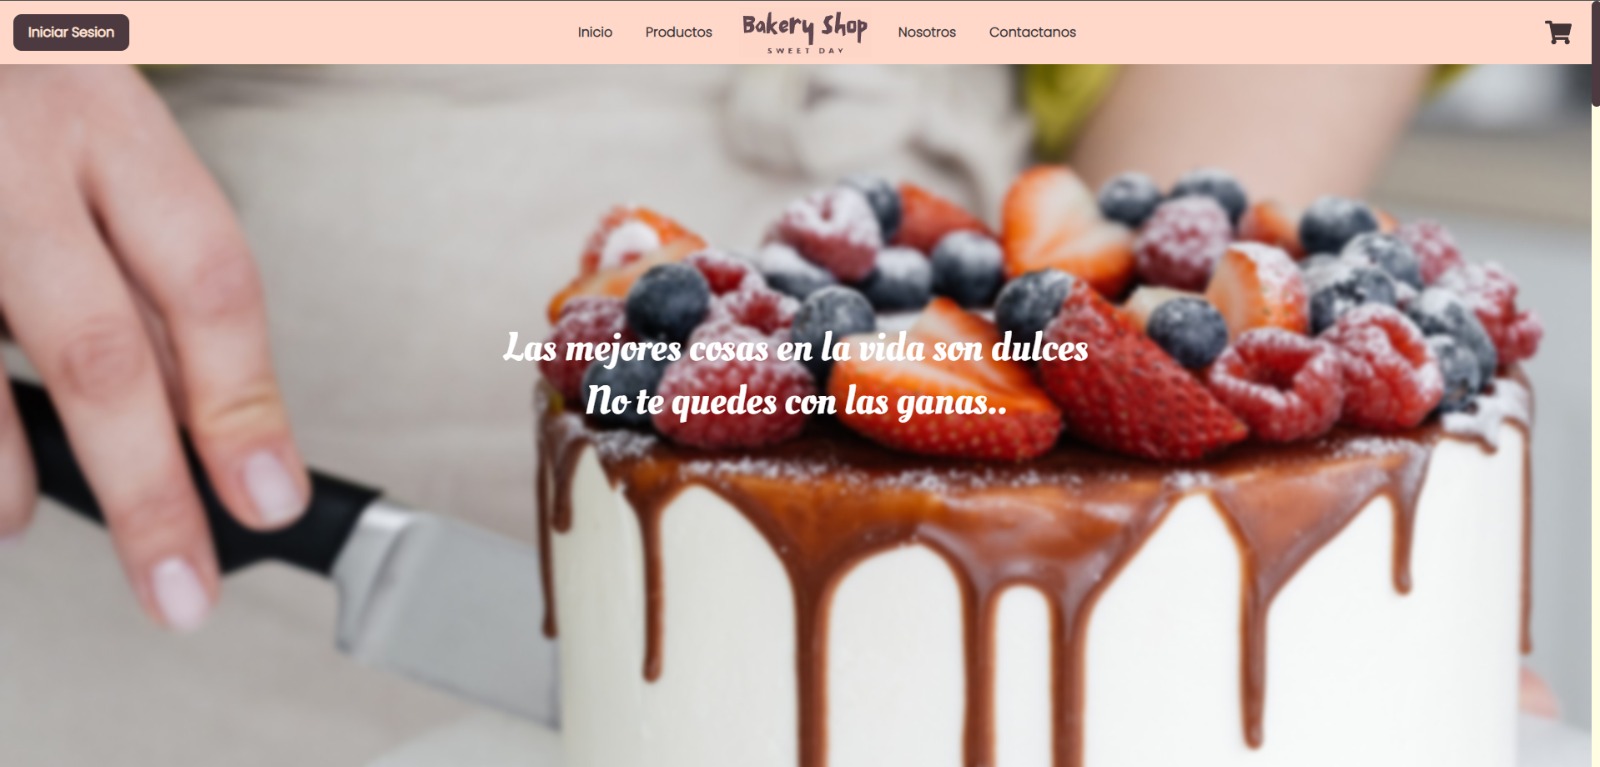 Iniciar Sesion
Inicio
Productos
Bakery Shop
SWEET DAY
Nosotros
Contactanos
Las mejores cosas en la vida son dulces
No te quedes con las ganas..